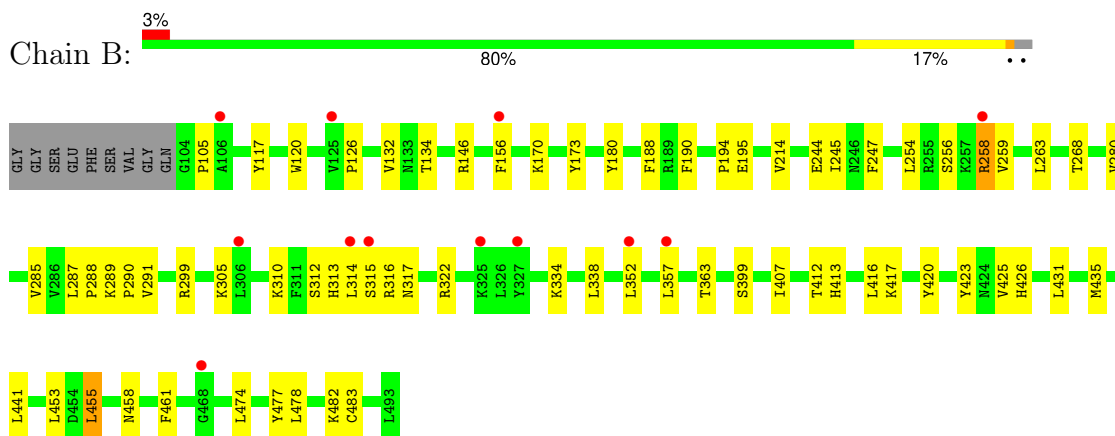 3%
Chain B:
80% 17% • •
GLY GLY SER GLU PHE SER VAL GLY GLN G104 P105 A106 Y117 W120 V125 P126 V132 N133 T134 R146 F156 K170 Y173 Y180 F188 R189 F190 P194 E195 V214 E244 I245 N246 F247 L254 R255 S256 K257 R258 V259 L263 T268
V285 V286 L287 P288 K289 P290 V291 R299 K305 L306 K310 F311 S312 H313 L314 S315 R316 N317 R322 K325 L326 Y327 K334 L338 L352 L357 T363 S399 I407 T412 H413 L416 K417 Y420 Y423 N424 V425 H426 L431 M435
L441 L453 D454 L455 N458 F461 G468 L474 Y477 L478 K482 C483 L493